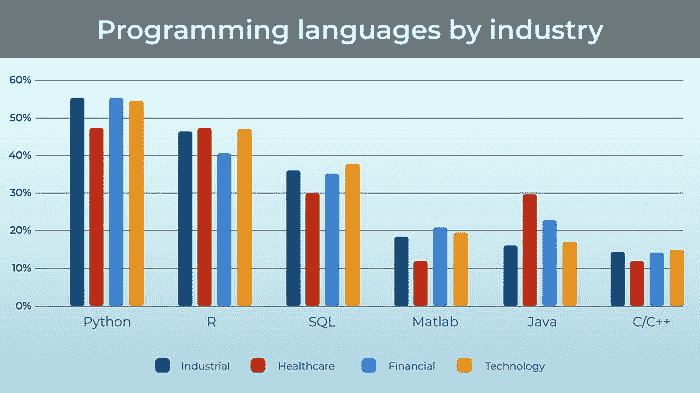 Programming languages by industry
60%
50%
40%
30%
20%
10%
0%
Python R SQL Matlab Java C/C++
Industrial Healthcare Financial Technology